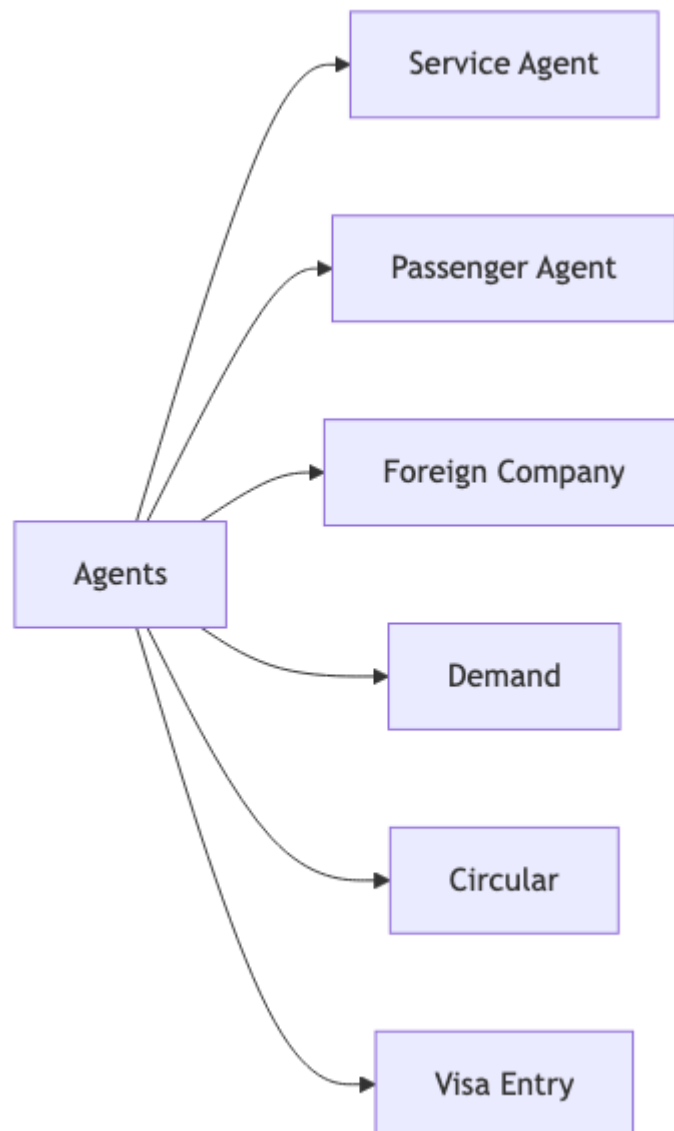 Service Agent
Passenger Agent
Foreign Company
Agents
Demand
Circular
Visa Entry